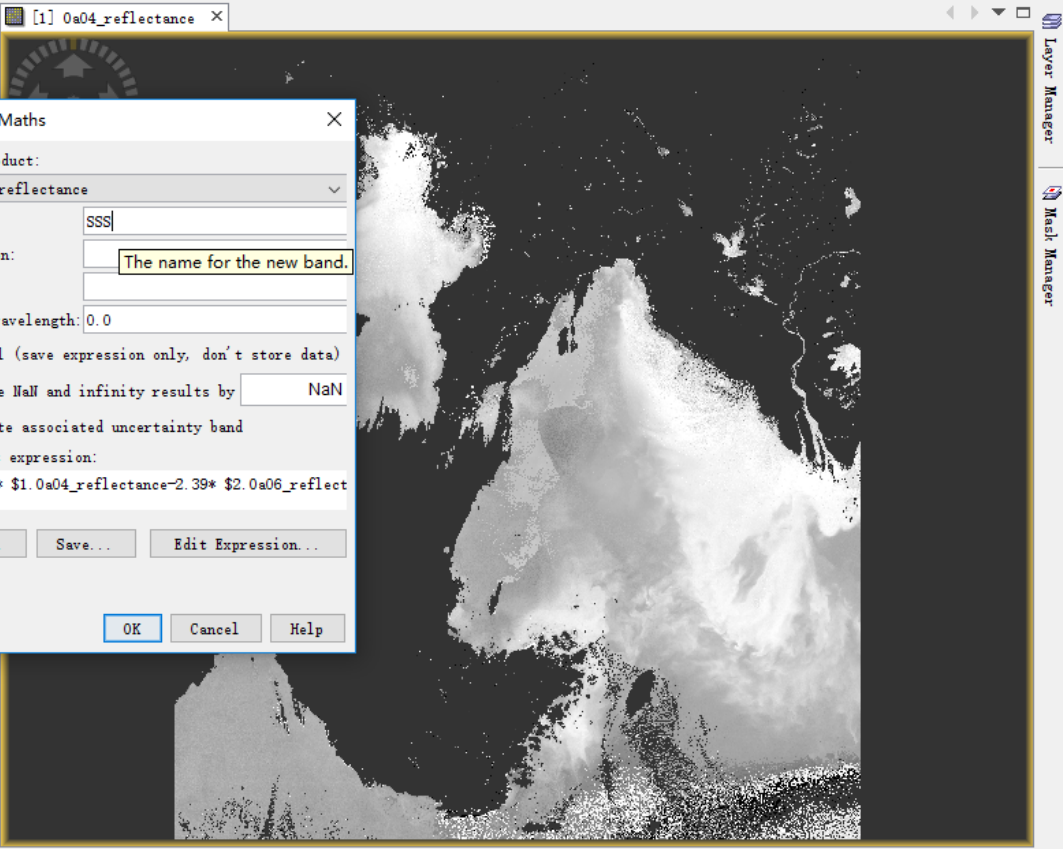 [1] 0a04_reflectance
Maths
duct:
reflectance
sss
n:
The name for the new band.
avelength: 0.0
l (save expression only, don't store data)
e NaN and infinity results by NaN
te associated uncertainty band
expression:
* $1.0a04_reflectance-2.39* $2.0a06_reflect
Save... Edit Expression...
OK Cancel Help
Layer Manager
Mask Manager